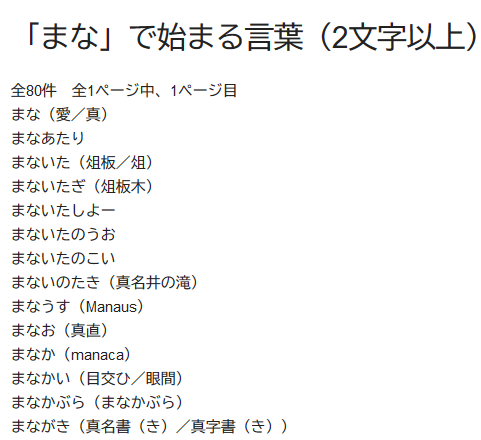 「まな」で始まる言葉（2文字以上）
全80件　全1ページ中、1ページ目
まな（愛／真）
まなあたり
まないた（俎板／俎）
まないたぎ（俎板木）
まないたしよー
まないたのうお
まないたのこい
まないのたき（真名井の滝）
まなうす（Manaus）
まなお（真直）
まなか（manaca）
まなかい（目交ひ／眼間）
まなかぶら（まなかぶら）
まながき（真名書（き）／真字書（き））